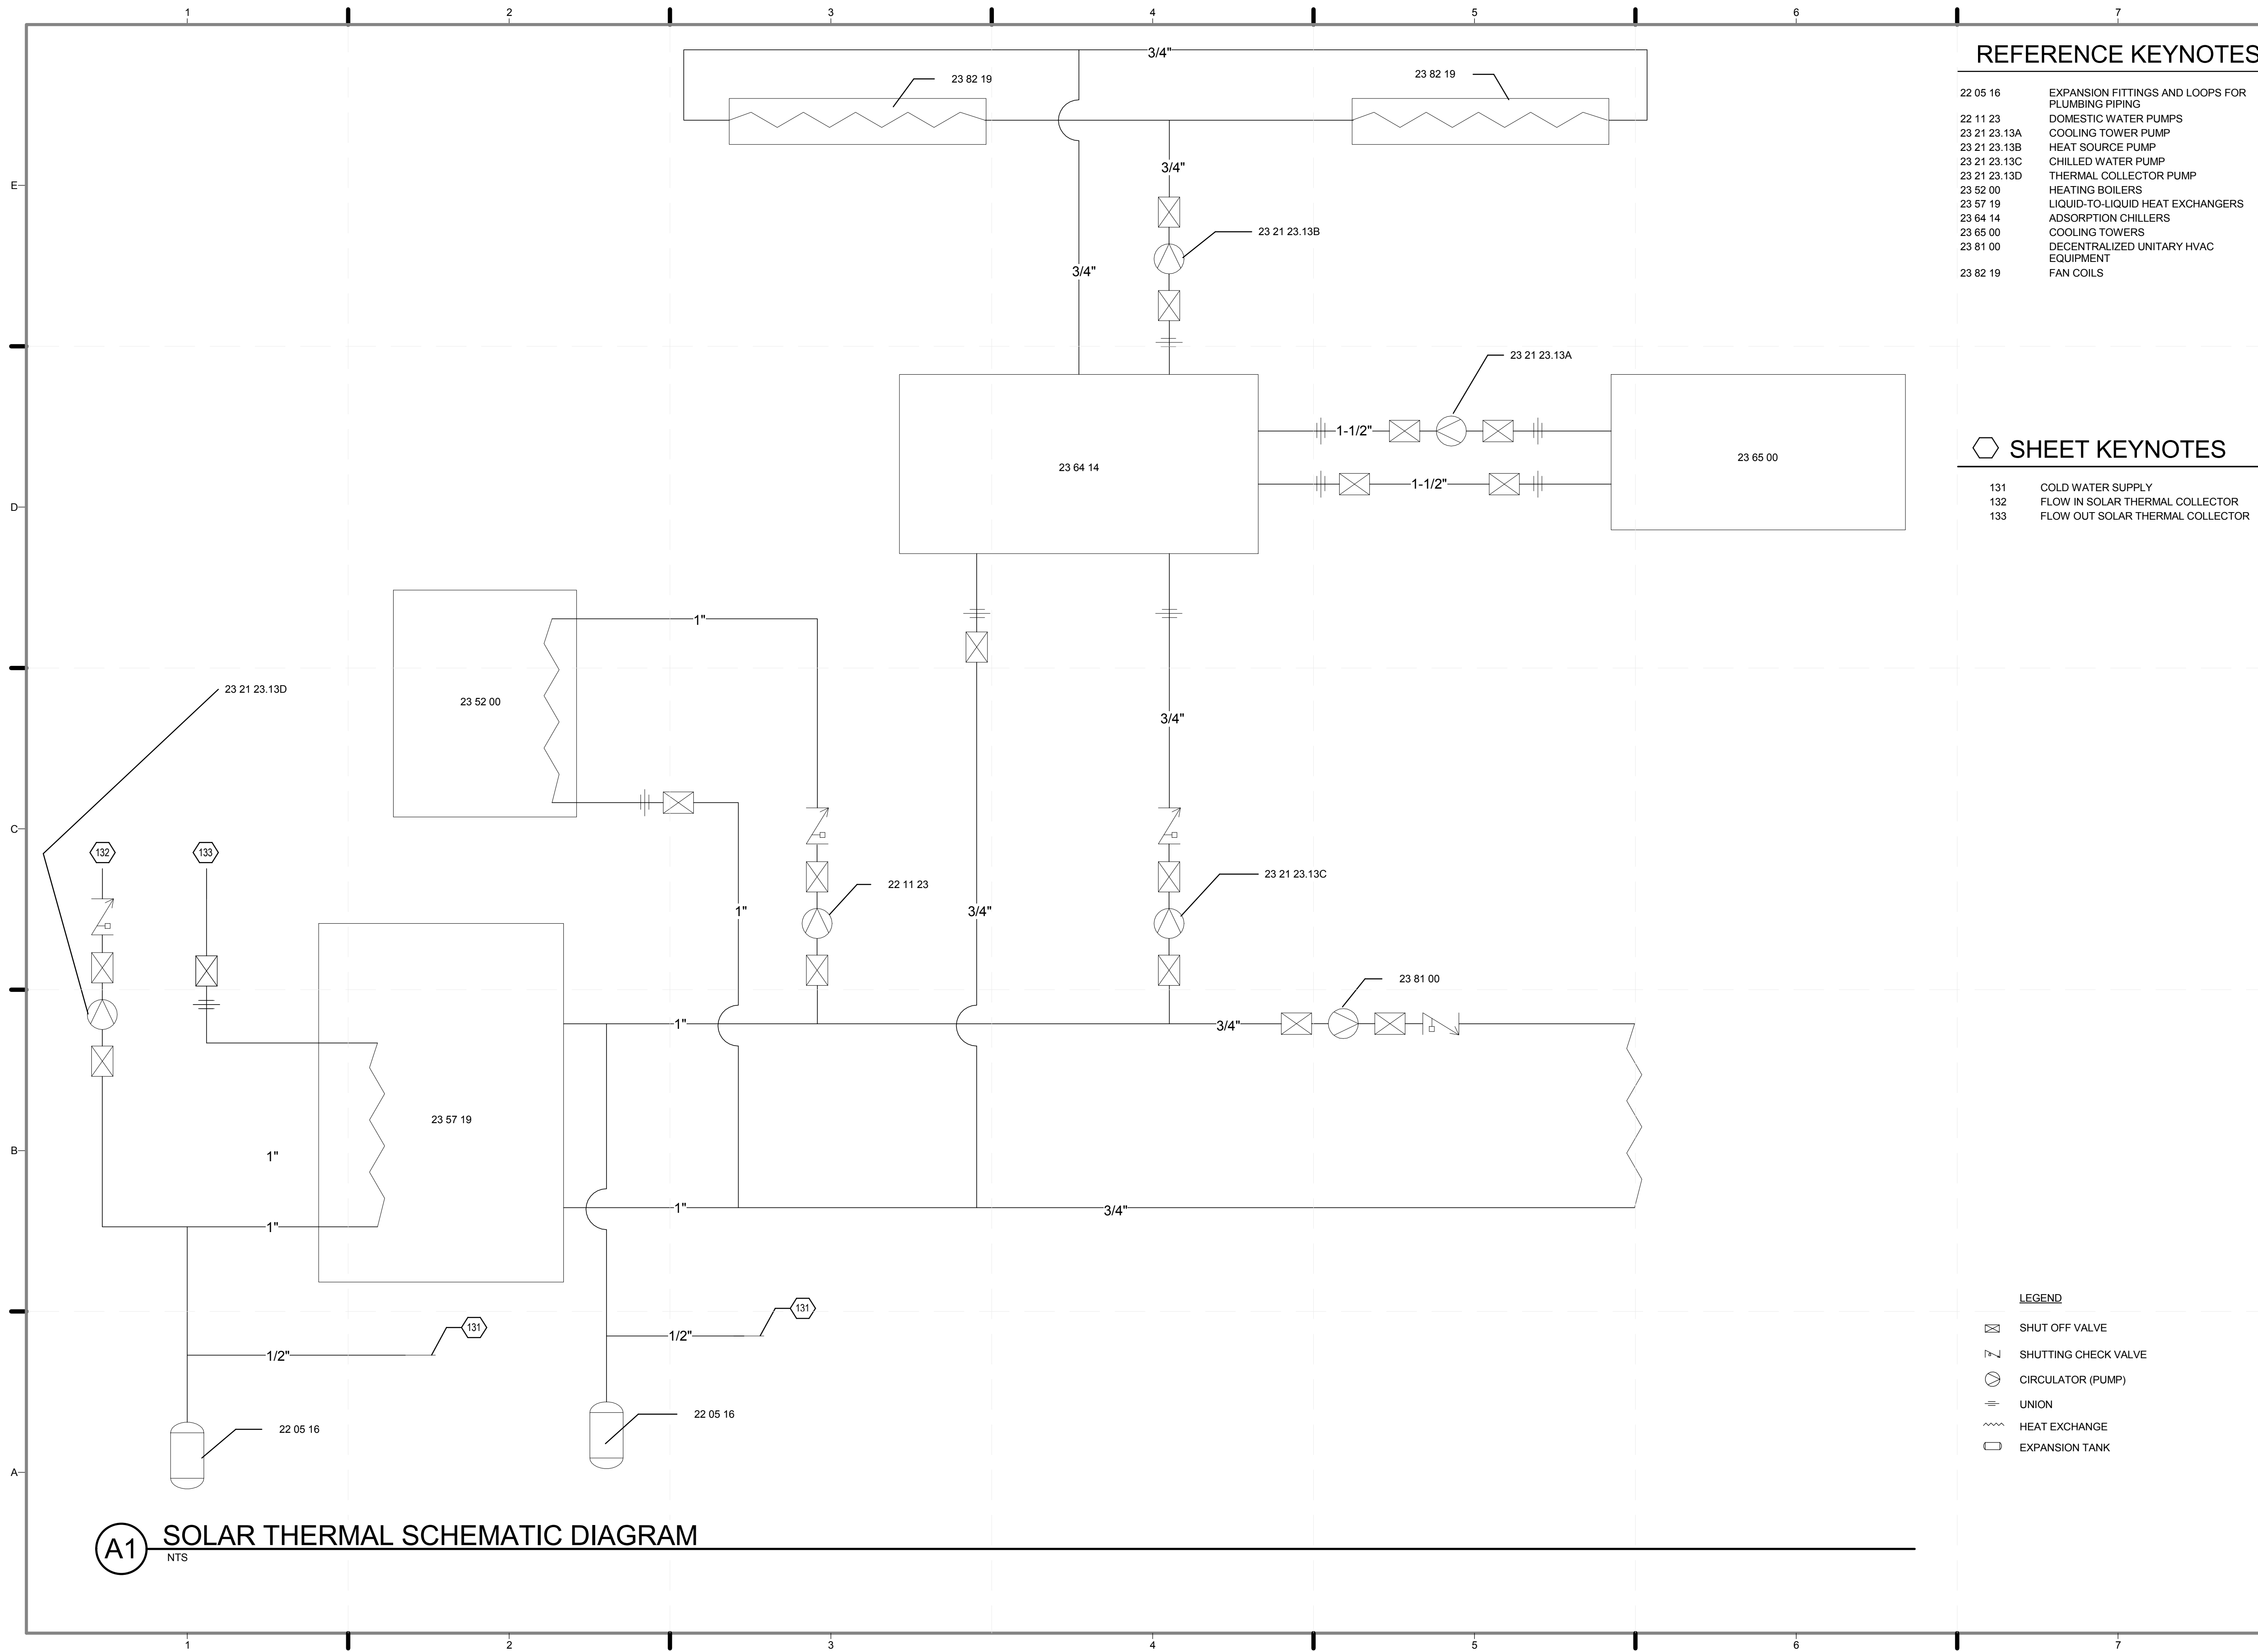 1 2 3 4 5 6 7
3/4"
REFERENCE KEYNOTES
23 82 19
23 82 19
22 05 16 EXPANSION FITTINGS AND LOOPS FOR
PLUMBING PIPING
22 11 23 DOMESTIC WATER PUMPS
23 21 23.13A COOLING TOWER PUMP
23 21 23.13B HEAT SOURCE PUMP
23 21 23.13C CHILLED WATER PUMP
23 21 23.13D THERMAL COLLECTOR PUMP
23 52 00 HEATING BOILERS
23 57 19 LIQUID-TO-LIQUID HEAT EXCHANGERS
23 64 14 ADSORPTION CHILLERS
23 65 00 COOLING TOWERS
23 81 00 DECENTRALIZED UNITARY HVAC
EQUIPMENT
23 82 19 FAN COILS
3/4"
E
23 21 23.13B
3/4"
23 21 23.13A
1-1/2"
23 64 14
23 65 00
1-1/2"
SHEET KEYNOTES
131 COLD WATER SUPPLY
132 FLOW IN SOLAR THERMAL COLLECTOR
133 FLOW OUT SOLAR THERMAL COLLECTOR
D
1"
23 21 23.13D
23 52 00
3/4"
C
132
133
23 21 23.13C
22 11 23
1"
3/4"
23 81 00
1"
3/4"
23 57 19
B
1"
1"
3/4"
1"
131
131
1/2"
1/2"
22 05 16
22 05 16
A
LEGEND
SHUT OFF VALVE
SHUTTING CHECK VALVE
CIRCULATOR (PUMP)
UNION
HEAT EXCHANGE
EXPANSION TANK
A1 SOLAR THERMAL SCHEMATIC DIAGRAM
NTS
1 2 3 4 5 6 7